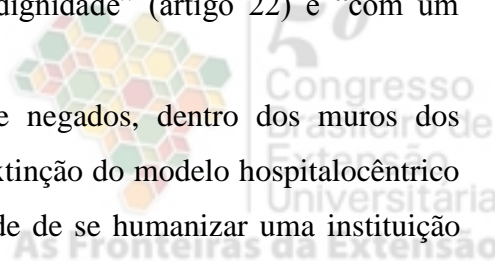 dignidade” (artigo 22) e “com um
e negados, dentro dos muros dos
xtinção do modelo hospitalocêntrico
de de se humanizar uma instituição
5º
Congresso
Brasileiro de
Extensão
Universitária
As Fronteiras da Extensão